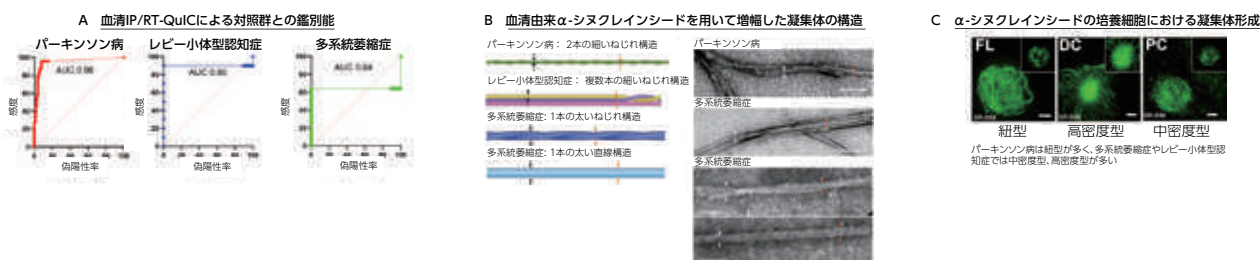 A 血清IP/RT-QuICによる対照群との鑑別能
パーキンソン病
レビー小体型認知症
多系統萎縮症
AUC 0.96
AUC 0.90
AUC 0.64
感度
感度
感度
偽陽性率
偽陽性率
偽陽性率
B 血清由来α-シヌクレインシードを用いて増幅した凝集体の構造
パーキンソン病： 2本の細いねじれ構造
レビー小体型認知症： 複数本の細いねじれ構造
多系統萎縮症: 1本の太いねじれ構造
多系統萎縮症: 1本の太い直線構造
パーキンソン病
多系統萎縮症
多系統萎縮症
C α-シヌクレインシードの培養細胞における凝集体形成
FL
DC
PC
紐型
高密度型
中密度型
パーキンソン病は紐型が多く、多系統萎縮症やレビー小体型認
知症では中密度型、高密度型が多い